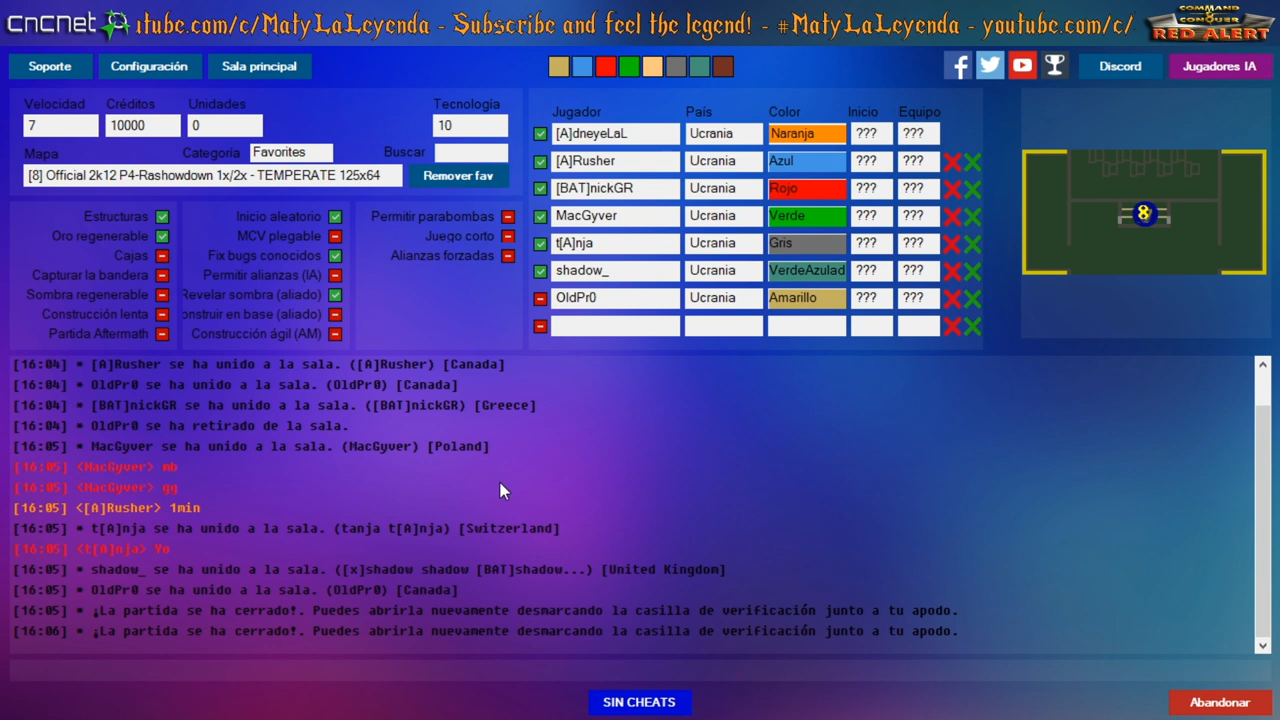 cncnet itube.com/c/MatyLaLeyenda - Subscribe and feel the legend! #MatyLaLeyenda - youtube.com/c/ COMMAND & CONQUER RED ALERT
Soporte Configuración Sala principal Discord Jugadores IA
Velocidad Créditos Unidades Tecnología
7 10000 0 10
Mapa Categoría Favorites Buscar
[8] Official 2k12 P4-Rashowdown 1x/2x - TEMPERATE 125x64 Remover fav
Estructuras Inicio aleatorio Permitir parabombas
Oro regenerable MCV plegable Juego corto
Cajas Fix bugs conocidos Alianzas forzadas
Capturar la bandera Permitir alianzas (IA)
Sombra regenerable Revelar sombra (aliado)
Construcción lenta onstruir en base (aliado)
Partida Aftermath Construcción ágil (AM)
Jugador País Color Inicio Equipo
[A]dneyeLaL Ucrania Naranja ??? ???
[A]Rusher Ucrania Azul ??? ???
[BAT]nickGR Ucrania Rojo ??? ???
MacGyver Ucrania Verde ??? ???
t[A]nja Ucrania Gris ??? ???
shadow_ Ucrania VerdeAzulad ??? ???
OldPr0 Ucrania Amarillo ??? ???
8
[16:04] * [A]Rusher se ha unido a la sala. ([A]Rusher) [Canada]
[16:04] * OldPr0 se ha unido a la sala. (OldPr0) [Canada]
[16:04] * [BAT]nickGR se ha unido a la sala. ([BAT]nickGR) [Greece]
[16:04] * OldPr0 se ha retirado de la sala.
[16:05] * MacGyver se ha unido a la sala. (MacGyver) [Poland]
[16:05] <MacGyver> mb
[16:05] <MacGyver> gg
[16:05] <[A]Rusher> 1min
[16:05] * t[A]nja se ha unido a la sala. (tanja t[A]nja) [Switzerland]
[16:05] <t[A]nja> Yo
[16:05] * shadow_ se ha unido a la sala. ([x]shadow shadow [BAT]shadow...) [United Kingdom]
[16:05] * OldPr0 se ha unido a la sala. (OldPr0) [Canada]
[16:05] * ¡La partida se ha cerrado!. Puedes abrirla nuevamente desmarcando la casilla de verificación junto a tu apodo.
[16:06] * ¡La partida se ha cerrado!. Puedes abrirla nuevamente desmarcando la casilla de verificación junto a tu apodo.
SIN CHEATS Abandonar